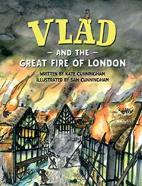 VLAD
— AND THE —
GREAT FIRE OF LONDON
WRITTEN BY KATE CUNNINGHAM
ILLUSTRATED BY SAM CUNNINGHAM